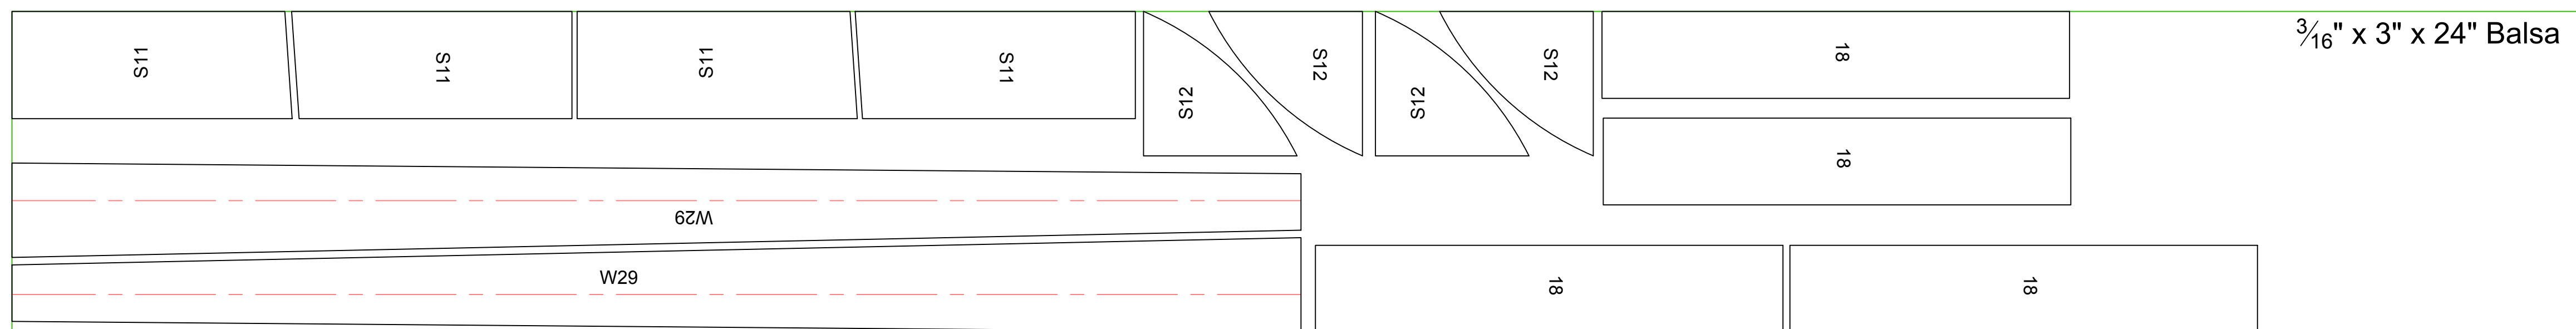 S11
S11
S11
S11
S12
S12
S12
S12
18
3⁄16" x 3" x 24" Balsa
18
W29
W29
18
18